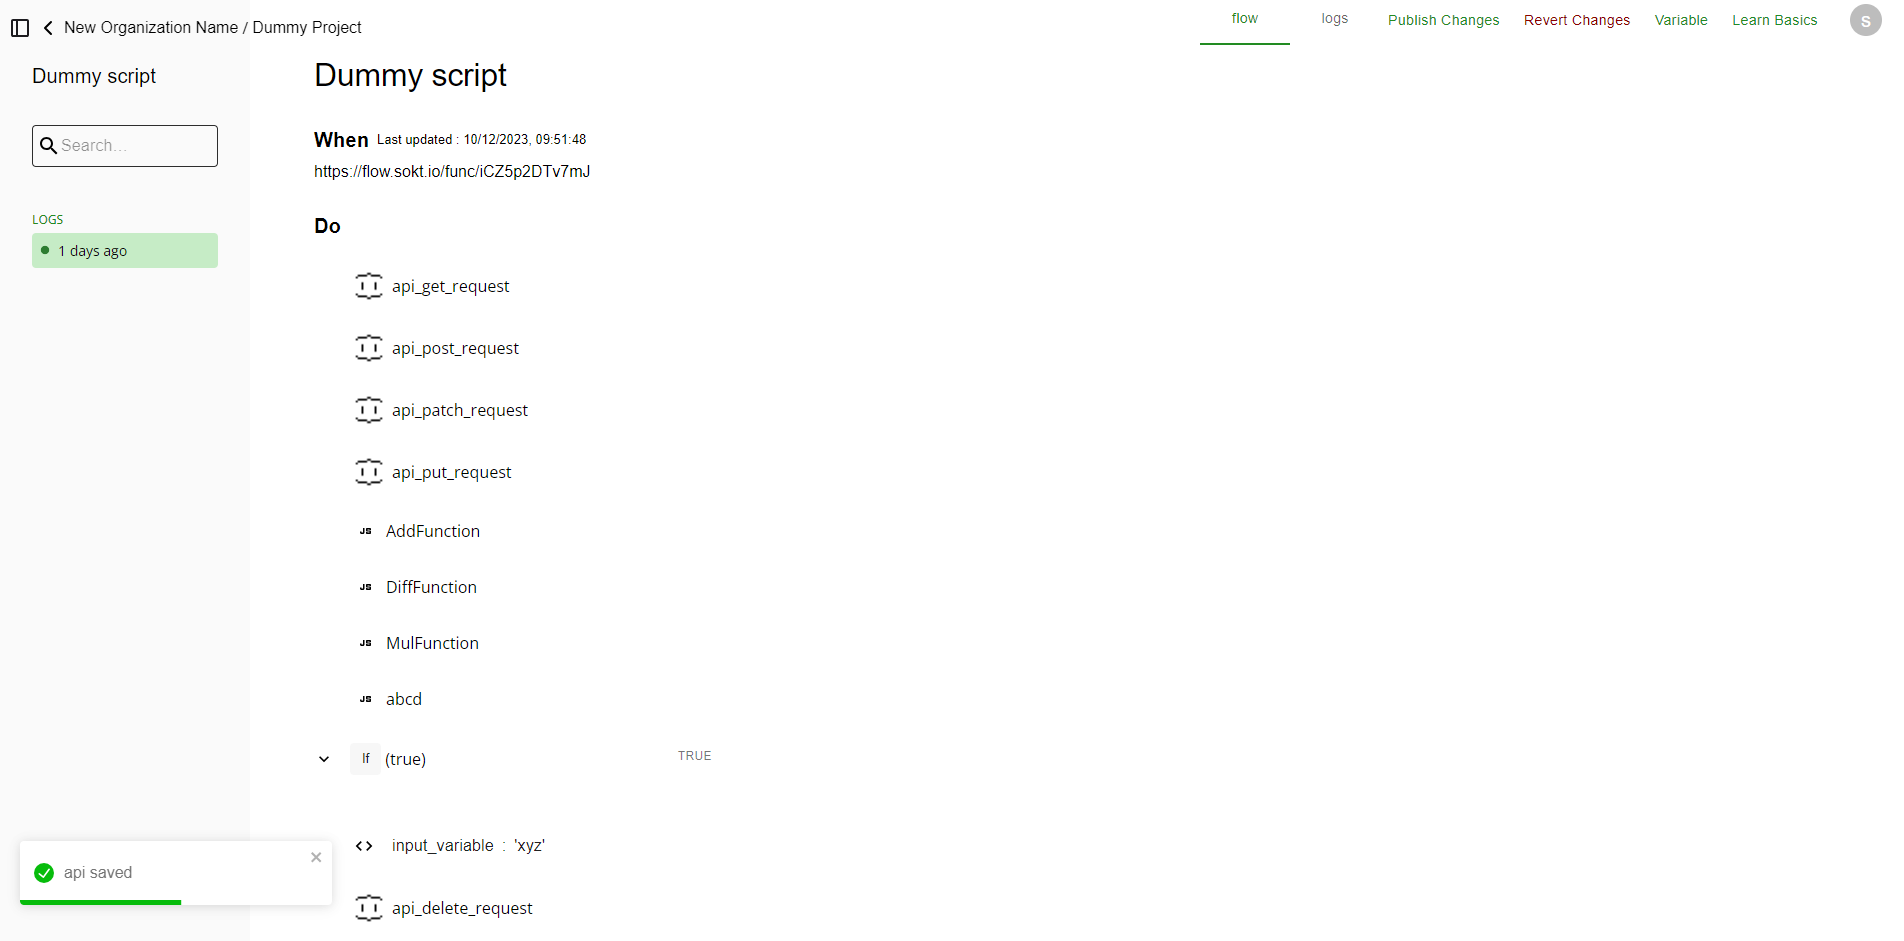 New Organization Name / Dummy Project
flow
logs
Publish Changes
Revert Changes
Variable
Learn Basics
S
Dummy script
Search...
LOGS
1 days ago
Dummy script
When Last updated : 10/12/2023, 09:51:48
https://flow.sokt.io/func/iCZ5p2DTv7mJ
Do
api_get_request
api_post_request
api_patch_request
api_put_request
JS AddFunction
JS DiffFunction
JS MulFunction
JS abcd
If (true) TRUE
input_variable : 'xyz'
api_delete_request
api saved